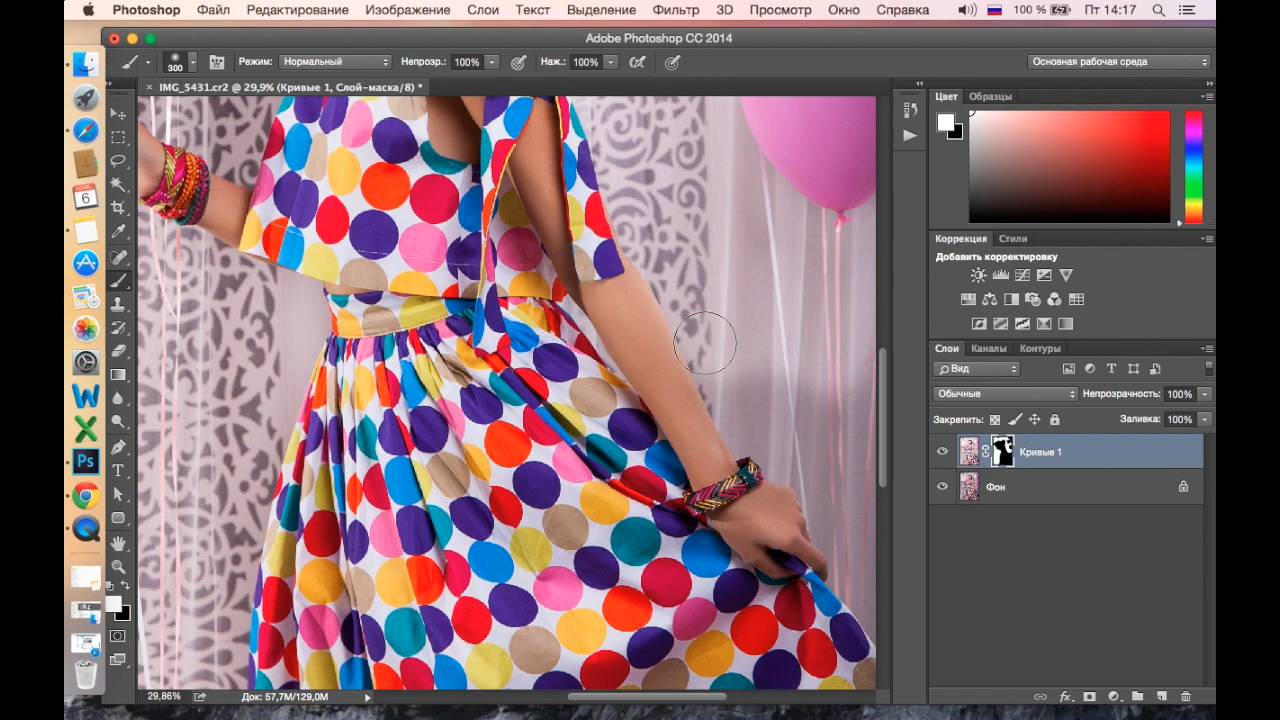 Photoshop Файл Редактирование Изображение Слои Текст Выделение Фильтр 3D Просмотр Окно Справка 100 % Пт 14:17
Adobe Photoshop CC 2014
300 Режим: Нормальный Непрозр.: 100% Наж.: 100% Основная рабочая среда
IMG_5431.cr2 @ 29,9% (Кривые 1, Слой-маска/8) *
Цвет Образцы
6
Коррекция Стили
Добавить корректировку
Слои Каналы Контуры
Вид
Обычные Непрозрачность: 100%
Закрепить: Заливка: 100%
Кривые 1
Ps
Фон
29,86% Док: 57,7M/129,0M